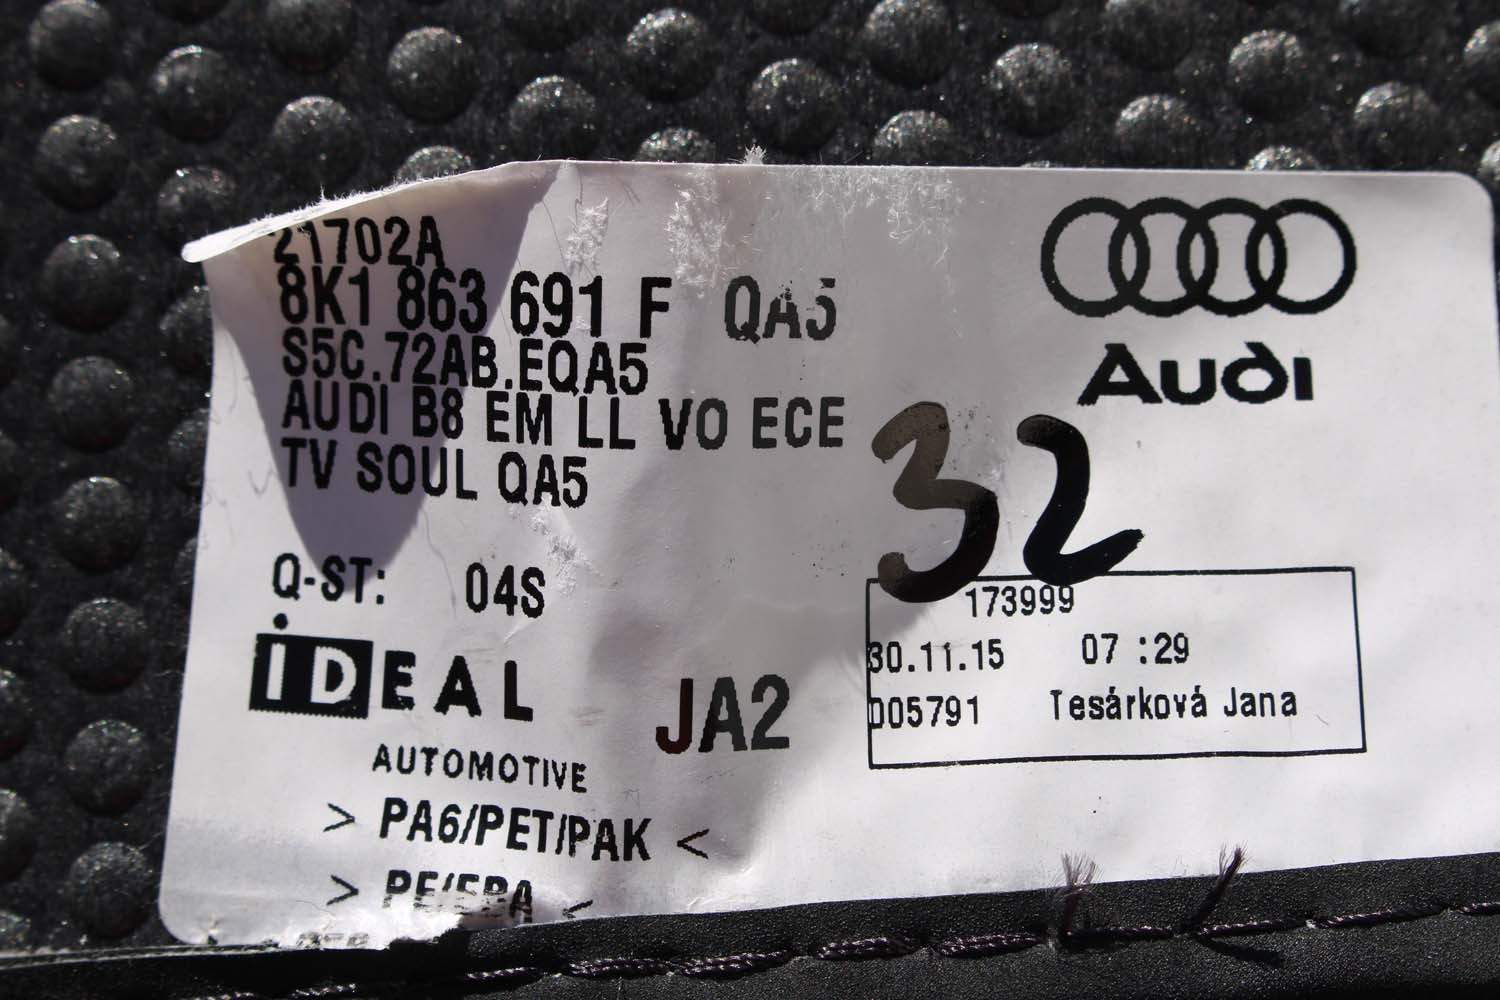 21702A
8K1 863 691 F QA5
S5C.72AB.EQA5
AUDI B8 EM LL VO ECE
TV SOUL QA5
Audi
32
Q-ST: 04S
iDEAL
AUTOMOTIVE
JA2
173999
30.11.15 07 :29
D05791 Tesárková Jana
> PA6/PET/PAK <